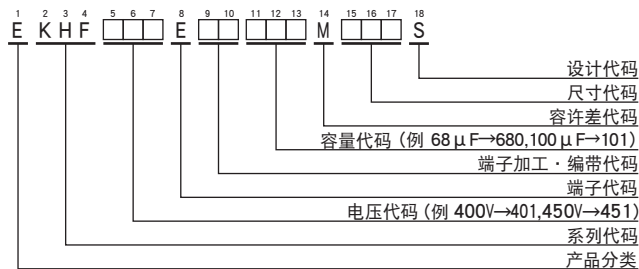 1 2 3 4 5 6 7 8 9 10 11 12 13 14 15 16 17 18
E K H F E M S
设计代码
尺寸代码
容许差代码
容量代码 (例 68μF→680,100μF→101)
端子加工・编带代码
端子代码
电压代码 (例 400V→401,450V→451)
系列代码
产品分类